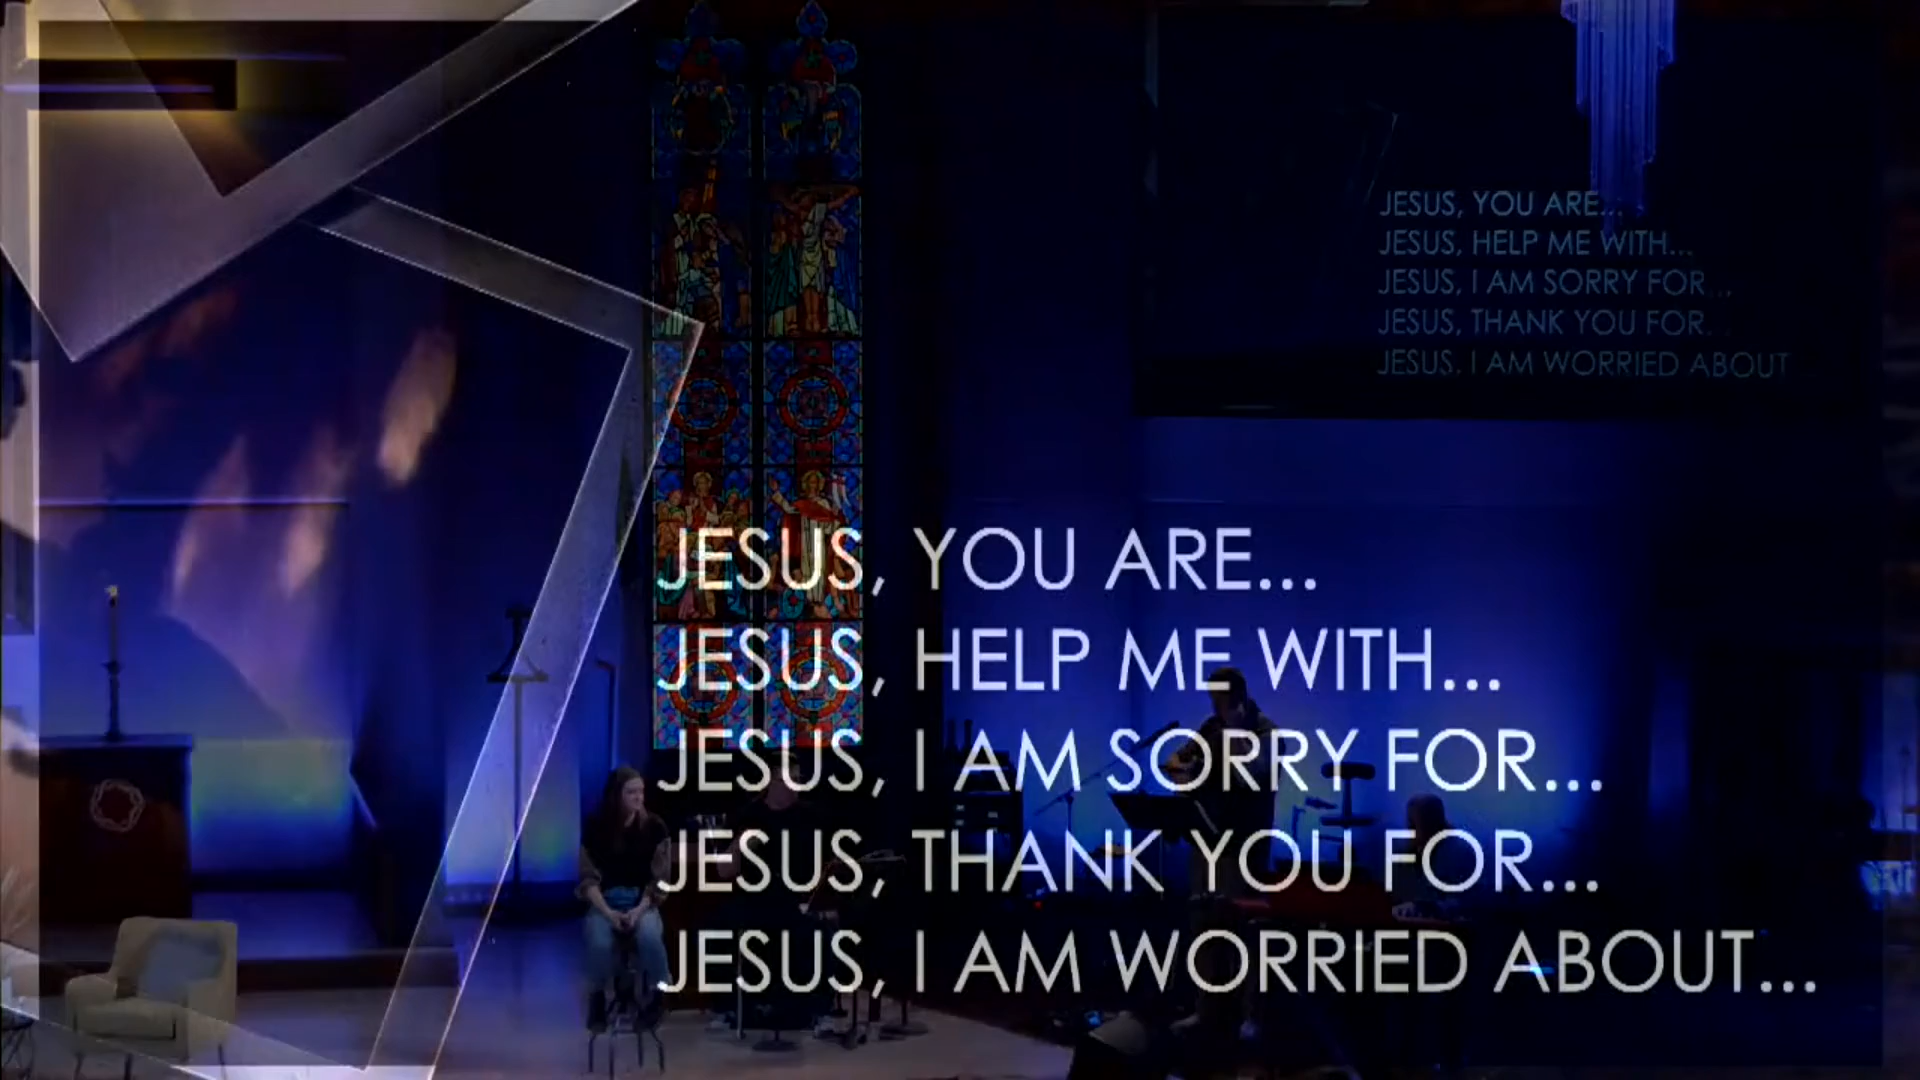 JESUS, YOU ARE...
JESUS, HELP ME WITH...
JESUS, I AM SORRY FOR...
JESUS, THANK YOU FOR...
JESUS, I AM WORRIED ABOUT
JESUS, YOU ARE...
JESUS, HELP ME WITH...
JESUS, I AM SORRY FOR...
JESUS, THANK YOU FOR...
JESUS, I AM WORRIED ABOUT...